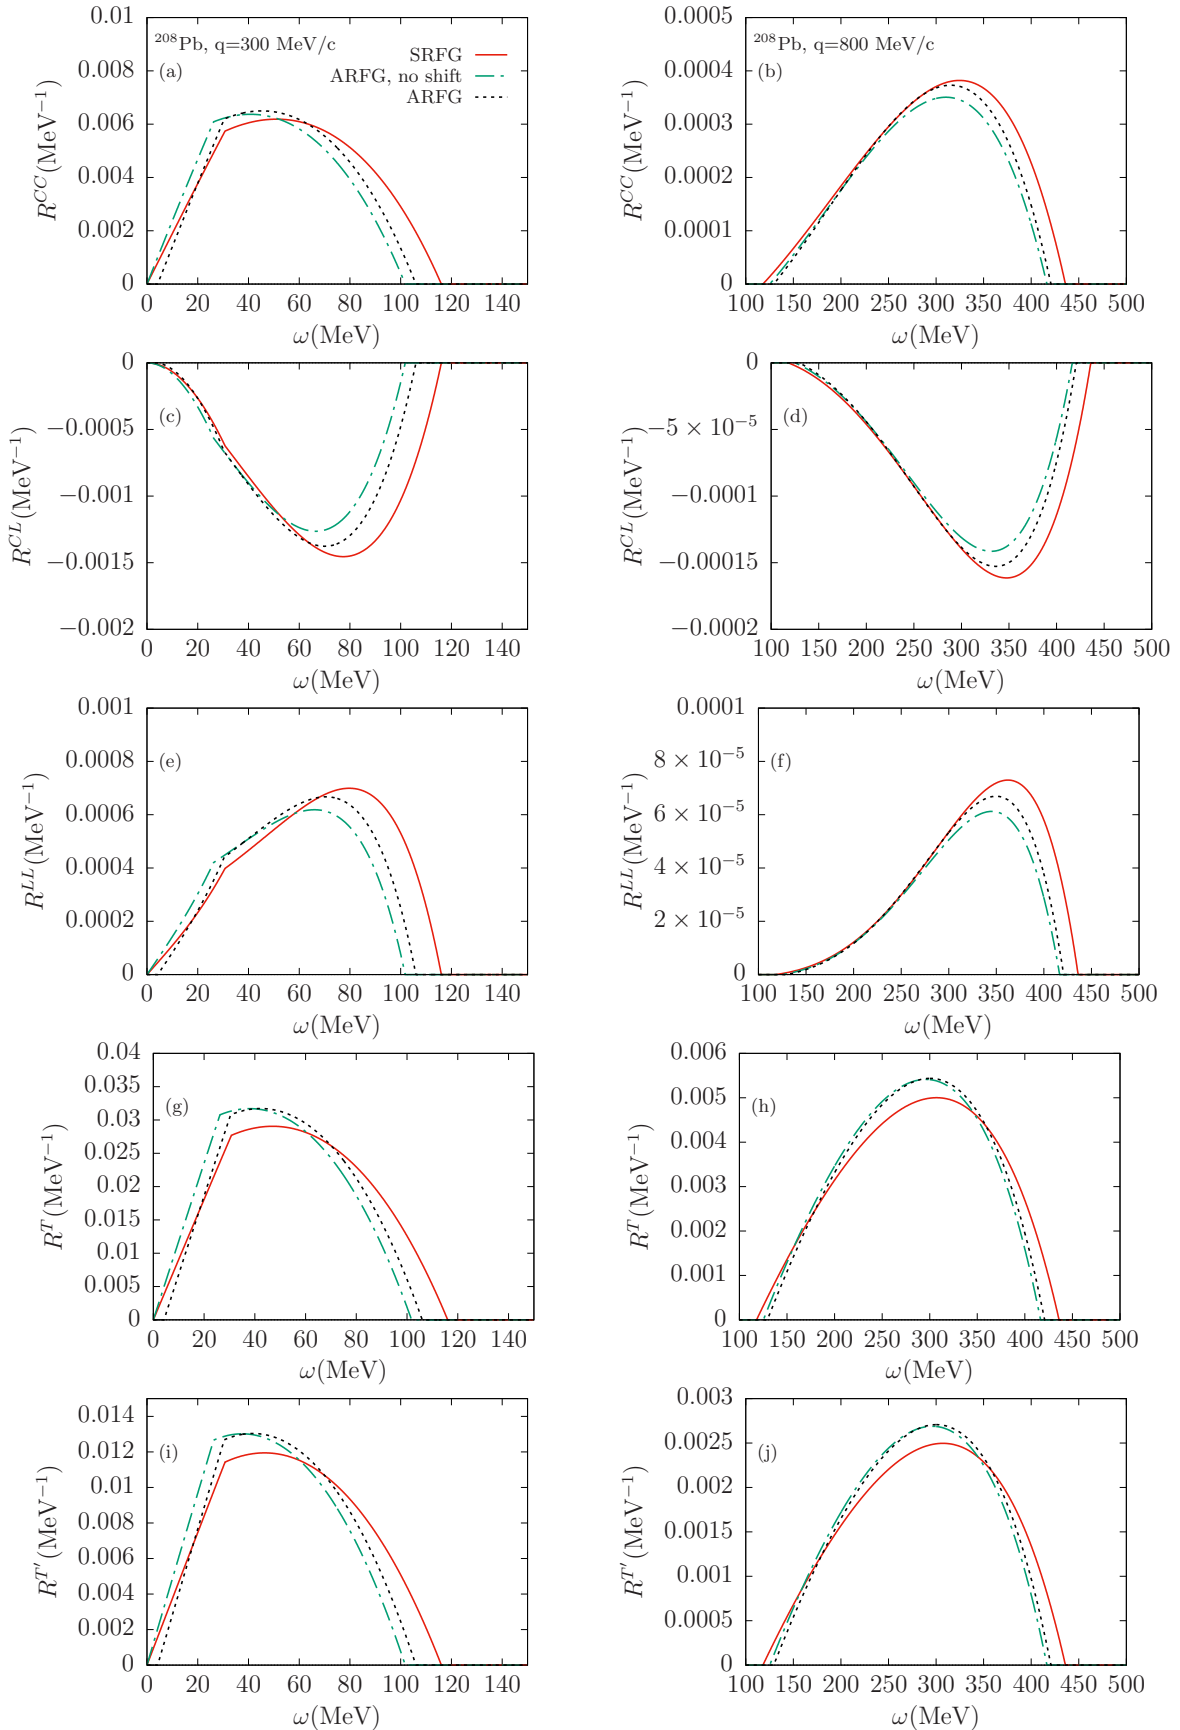 ²⁰⁸Pb, q=300 MeV/c
(a)
SRFG
ARFG, no shift
ARFG
R^{CC}(MeV⁻¹)
0.01
0.008
0.006
0.004
0.002
0
0 20 40 60 80 100 120 140
ω(MeV)
²⁰⁸Pb, q=800 MeV/c
(b)
R^{CC}(MeV⁻¹)
0.0005
0.0004
0.0003
0.0002
0.0001
0
100 150 200 250 300 350 400 450 500
ω(MeV)
(c)
R^{CL}(MeV⁻¹)
0
−0.0005
−0.001
−0.0015
−0.002
0 20 40 60 80 100 120 140
ω(MeV)
(d)
R^{CL}(MeV⁻¹)
0
−5 × 10⁻⁵
−0.0001
−0.00015
−0.0002
100 150 200 250 300 350 400 450 500
ω(MeV)
(e)
R^{LL}(MeV⁻¹)
0.001
0.0008
0.0006
0.0004
0.0002
0
0 20 40 60 80 100 120 140
ω(MeV)
(f)
R^{LL}(MeV⁻¹)
0.0001
8 × 10⁻⁵
6 × 10⁻⁵
4 × 10⁻⁵
2 × 10⁻⁵
0
100 150 200 250 300 350 400 450 500
ω(MeV)
(g)
R^{T}(MeV⁻¹)
0.04
0.035
0.03
0.025
0.02
0.015
0.01
0.005
0
0 20 40 60 80 100 120 140
ω(MeV)
(h)
R^{T}(MeV⁻¹)
0.006
0.005
0.004
0.003
0.002
0.001
0
100 150 200 250 300 350 400 450 500
ω(MeV)
(i)
R^{T′}(MeV⁻¹)
0.014
0.012
0.01
0.008
0.006
0.004
0.002
0
0 20 40 60 80 100 120 140
ω(MeV)
(j)
R^{T′}(MeV⁻¹)
0.003
0.0025
0.002
0.0015
0.001
0.0005
0
100 150 200 250 300 350 400 450 500
ω(MeV)